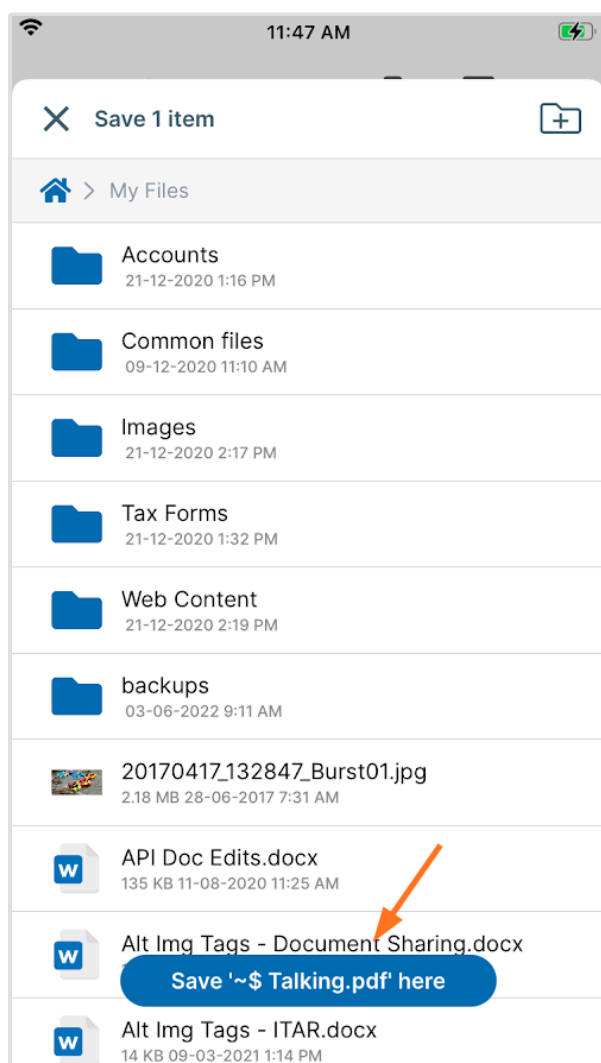 11:47 AM
Save 1 item
My Files
Accounts
21-12-2020 1:16 PM
Common files
09-12-2020 11:10 AM
Images
21-12-2020 2:17 PM
Tax Forms
21-12-2020 1:32 PM
Web Content
21-12-2020 2:19 PM
backups
03-06-2022 9:11 AM
20170417_132847_Burst01.jpg
2.18 MB 28-06-2017 7:31 AM
W API Doc Edits.docx
135 KB 11-08-2020 11:25 AM
W Alt Img Tags - Document Sharing.docx
Save '~$ Talking.pdf' here
W Alt Img Tags - ITAR.docx
14 KB 09-03-2021 1:14 PM